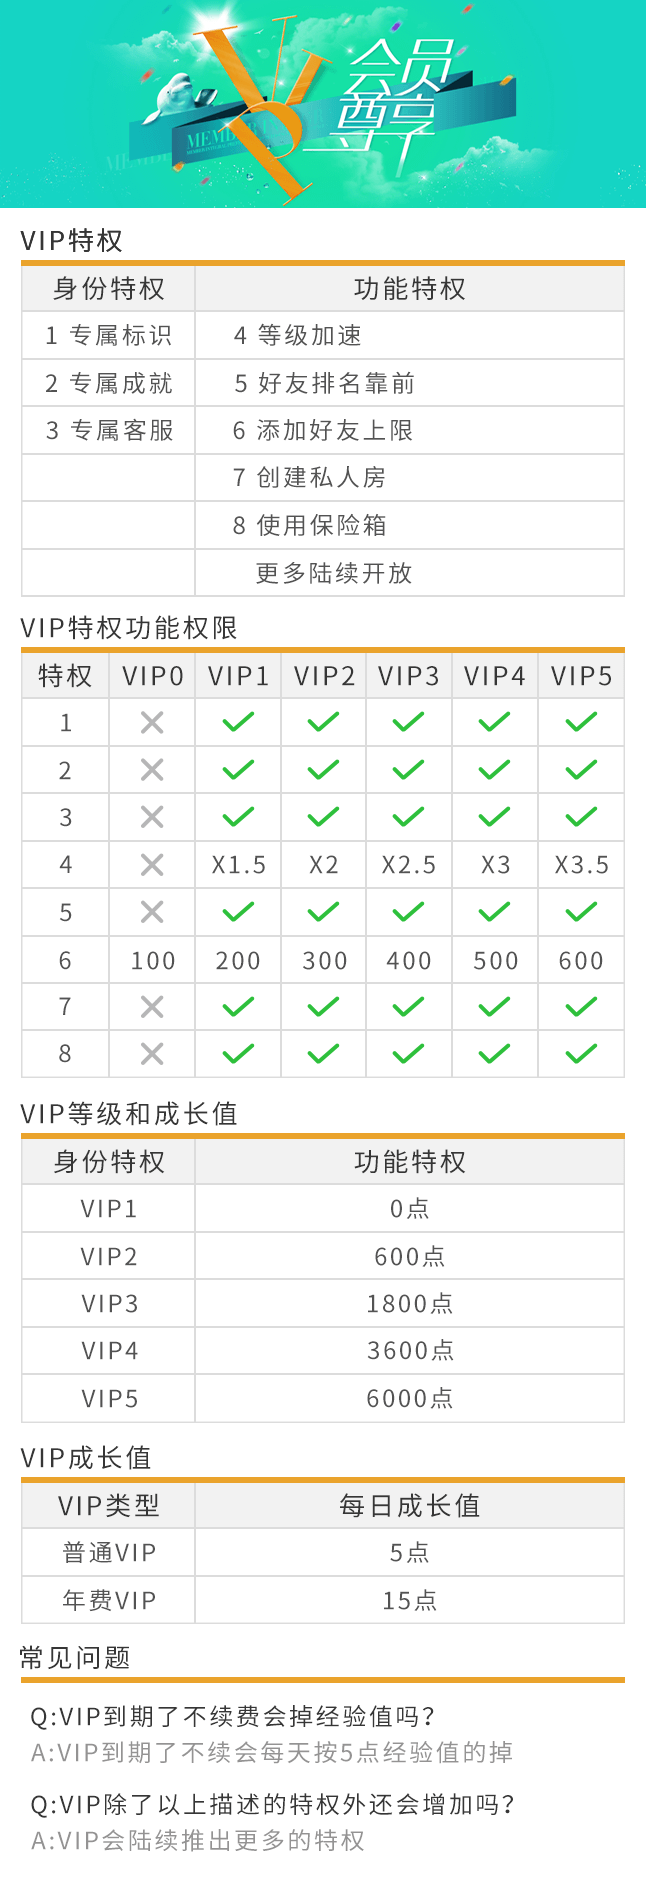 VIP
会员
尊享
VIP特权
身份特权 功能特权
1 专属标识 4 等级加速
2 专属成就 5 好友排名靠前
3 专属客服 6 添加好友上限
7 创建私人房
8 使用保险箱
更多陆续开放
VIP特权功能权限
特权 VIP0 VIP1 VIP2 VIP3 VIP4 VIP5
1
2
3
4 X1.5 X2 X2.5 X3 X3.5
5
6 100 200 300 400 500 600
7
8
VIP等级和成长值
身份特权 功能特权
VIP1 0点
VIP2 600点
VIP3 1800点
VIP4 3600点
VIP5 6000点
VIP成长值
VIP类型 每日成长值
普通VIP 5点
年费VIP 15点
常见问题
Q:VIP到期了不续费会掉经验值吗?
A:VIP到期了不续会每天按5点经验值的掉
Q:VIP除了以上描述的特权外还会增加吗?
A:VIP会陆续推出更多的特权